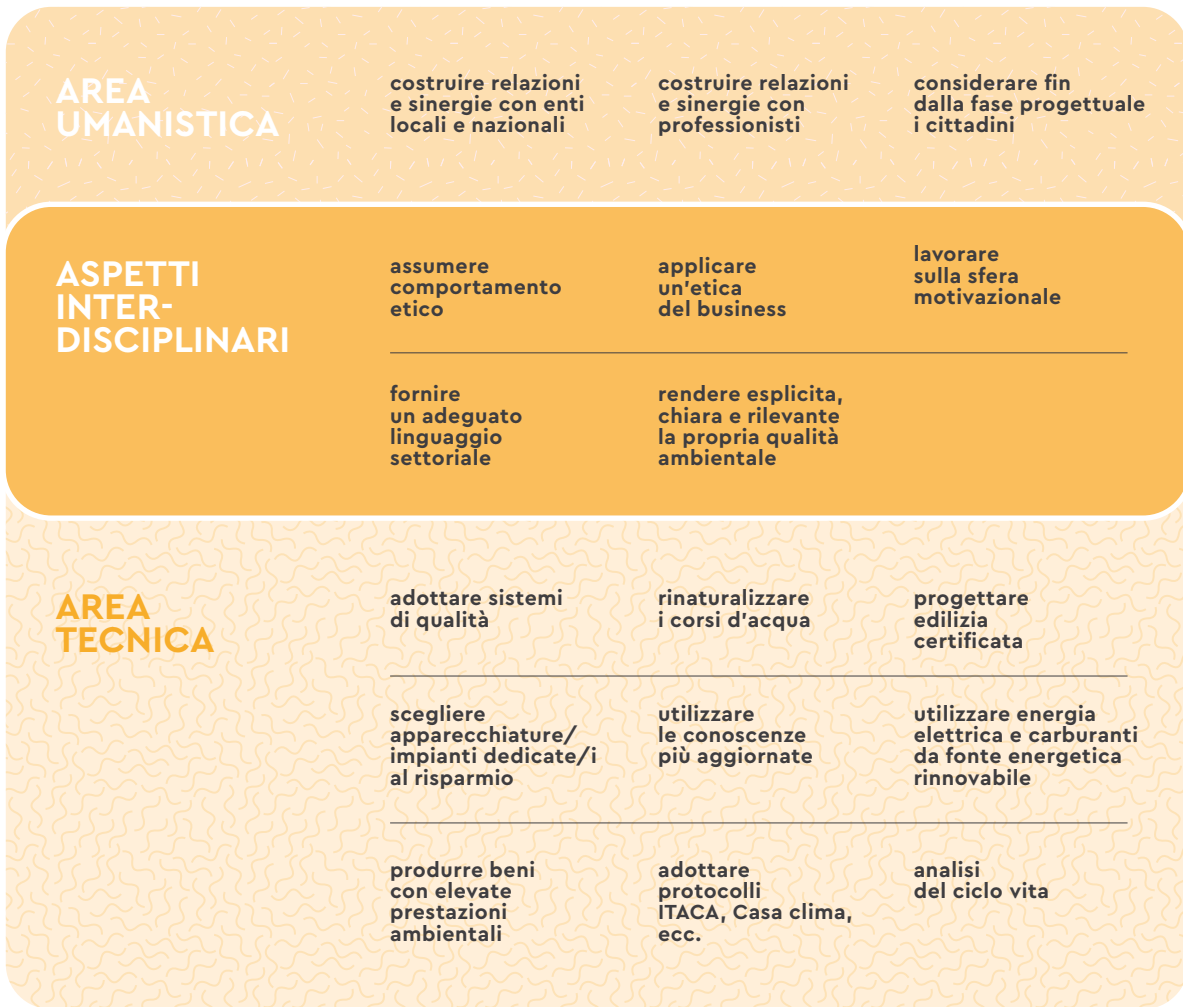 AREA
UMANISTICA
costruire relazioni
e sinergie con enti
locali e nazionali
costruire relazioni
e sinergie con
professionisti
considerare fin
dalla fase progettuale
i cittadini
ASPETTI
INTER-
DISCIPLINARI
assumere
comportamento
etico
applicare
un'etica
del business
lavorare
sulla sfera
motivazionale
fornire
un adeguato
linguaggio
settoriale
rendere esplicita,
chiara e rilevante
la propria qualità
ambientale
AREA
TECNICA
adottare sistemi
di qualità
rinaturalizzare
i corsi d'acqua
progettare
edilizia
certificata
scegliere
apparecchiature/
impianti dedicate/i
al risparmio
utilizzare
le conoscenze
più aggiornate
utilizzare energia
elettrica e carburanti
da fonte energetica
rinnovabile
produrre beni
con elevate
prestazioni
ambientali
adottare
protocolli
ITACA, Casa clima,
ecc.
analisi
del ciclo vita